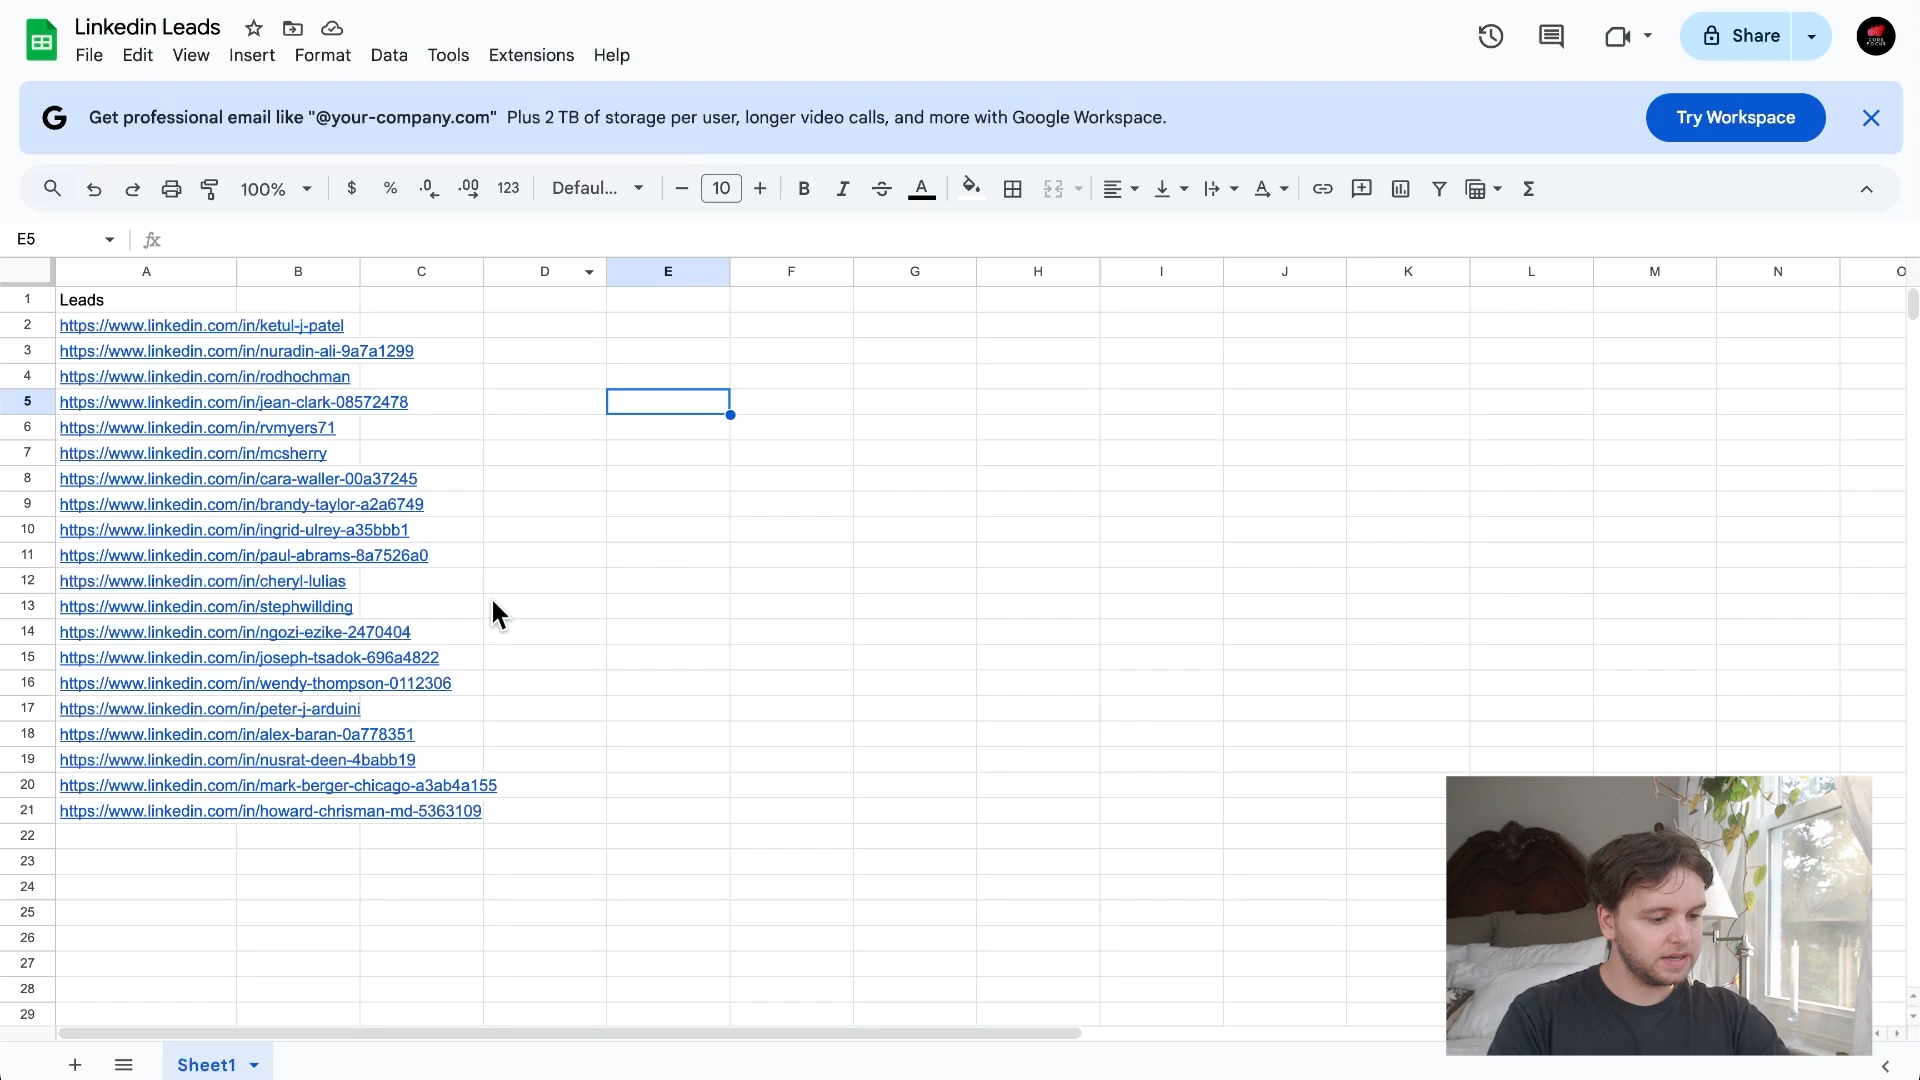 Linkedin Leads
File Edit View Insert Format Data Tools Extensions Help
Share
Get professional email like "@your-company.com" Plus 2 TB of storage per user, longer video calls, and more with Google Workspace.
Try Workspace
100% $ % .0 .00 123 Defaul... 10 B I S A
E5 fx
A B C D E F G H I J K L M N O
1 Leads
2 https://www.linkedin.com/in/ketul-j-patel
3 https://www.linkedin.com/in/nuradin-ali-9a7a1299
4 https://www.linkedin.com/in/rodhochman
5 https://www.linkedin.com/in/jean-clark-08572478
6 https://www.linkedin.com/in/rvmyers71
7 https://www.linkedin.com/in/mcsherry
8 https://www.linkedin.com/in/cara-waller-00a37245
9 https://www.linkedin.com/in/brandy-taylor-a2a6749
10 https://www.linkedin.com/in/ingrid-ulrey-a35bbb1
11 https://www.linkedin.com/in/paul-abrams-8a7526a0
12 https://www.linkedin.com/in/cheryl-lulias
13 https://www.linkedin.com/in/stephwillding
14 https://www.linkedin.com/in/ngozi-ezike-2470404
15 https://www.linkedin.com/in/joseph-tsadok-696a4822
16 https://www.linkedin.com/in/wendy-thompson-0112306
17 https://www.linkedin.com/in/peter-j-arduini
18 https://www.linkedin.com/in/alex-baran-0a778351
19 https://www.linkedin.com/in/nusrat-deen-4babb19
20 https://www.linkedin.com/in/mark-berger-chicago-a3ab4a155
21 https://www.linkedin.com/in/howard-chrisman-md-5363109
22
23
24
25
26
27
28
29
Sheet1